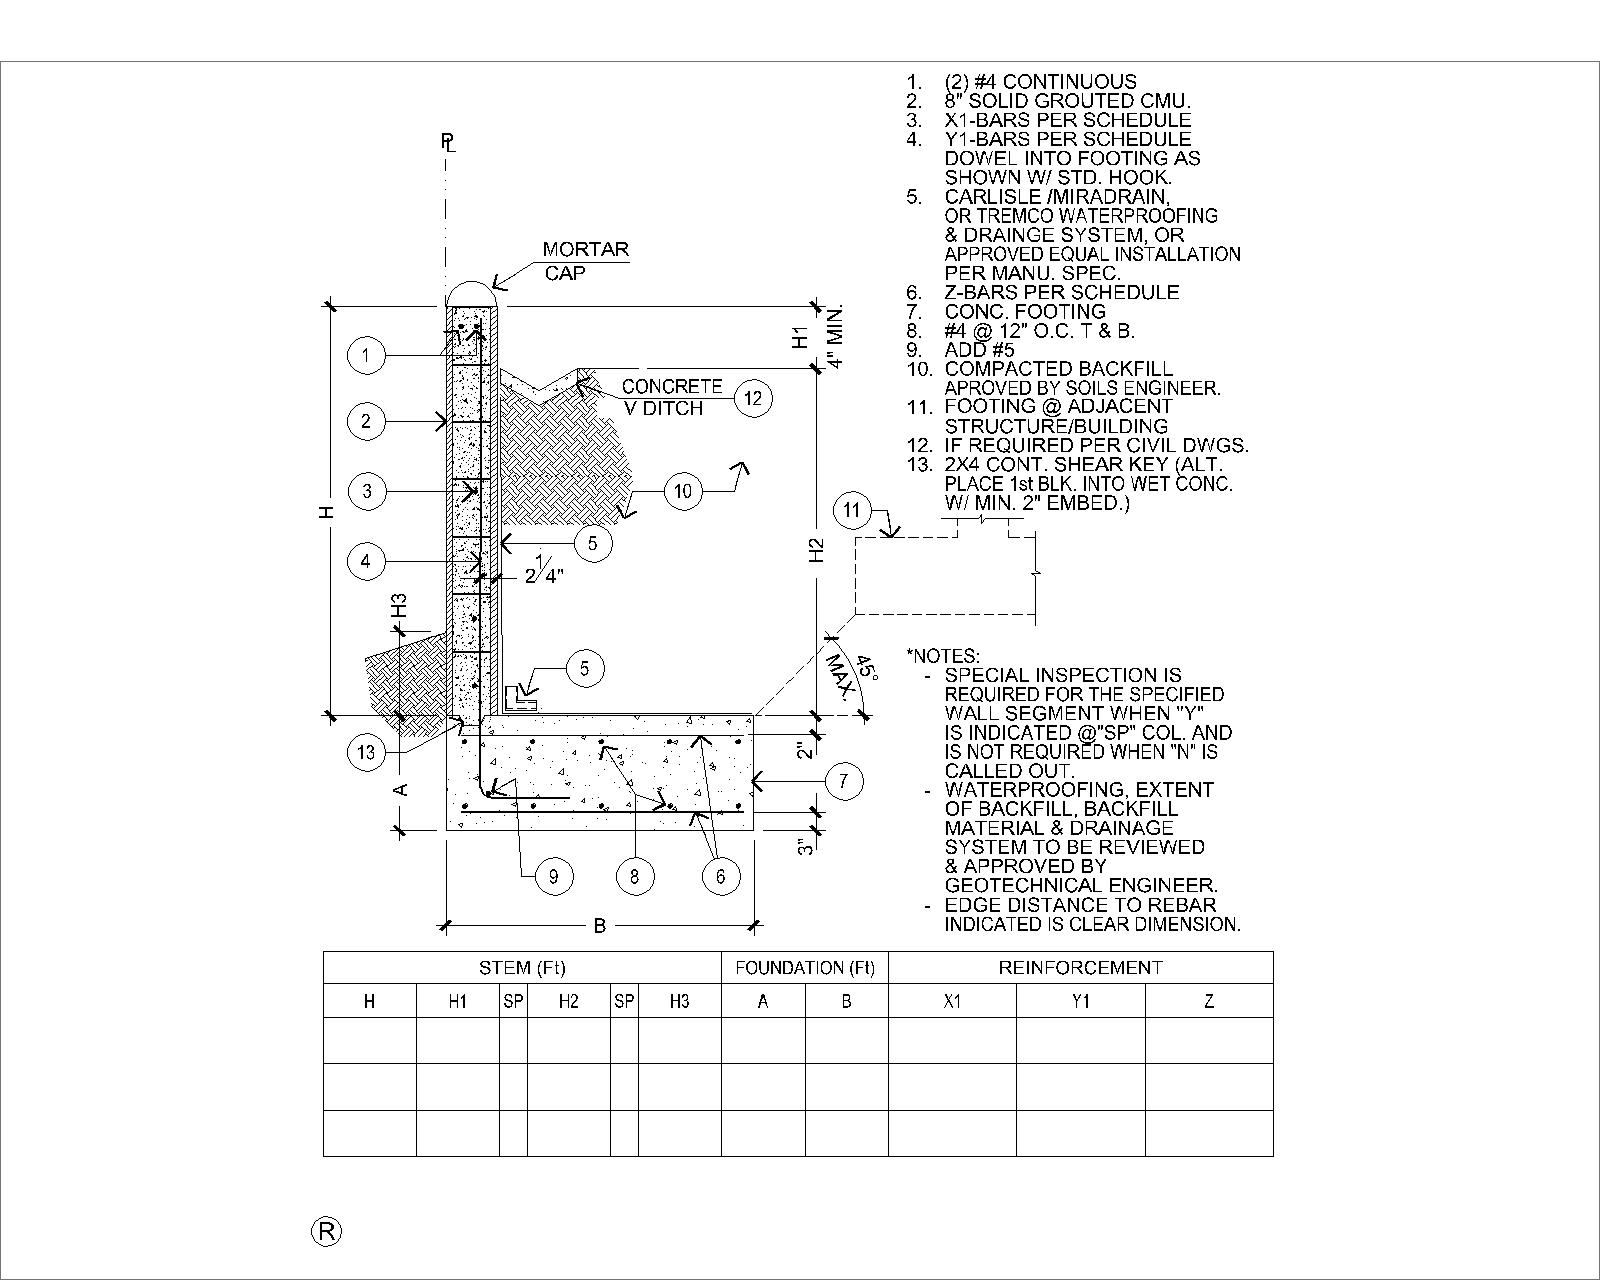 1. (2) #4 CONTINUOUS
2. 8" SOLID GROUTED CMU.
3. X1-BARS PER SCHEDULE
4. Y1-BARS PER SCHEDULE
DOWEL INTO FOOTING AS
SHOWN W/ STD. HOOK.
5. CARLISLE /MIRADRAIN,
OR TREMCO WATERPROOFING
& DRAINGE SYSTEM, OR
APPROVED EQUAL INSTALLATION
PER MANU. SPEC.
6. Z-BARS PER SCHEDULE
7. CONC. FOOTING
8. #4 @ 12" O.C. T & B.
9. ADD #5
10. COMPACTED BACKFILL
APROVED BY SOILS ENGINEER.
11. FOOTING @ ADJACENT
STRUCTURE/BUILDING
12. IF REQUIRED PER CIVIL DWGS.
13. 2X4 CONT. SHEAR KEY (ALT.
PLACE 1st BLK. INTO WET CONC.
W/ MIN. 2" EMBED.)
PL
MORTAR
CAP
H1
4" MIN.
1
CONCRETE
V DITCH
12
2
3
10
11
H
5
H2
4
2 1/4"
H3
5
45°
MAX.
13
2"
A
7
3"
9
8
6
B
*NOTES:
- SPECIAL INSPECTION IS
REQUIRED FOR THE SPECIFIED
WALL SEGMENT WHEN "Y"
IS INDICATED @"SP" COL. AND
IS NOT REQUIRED WHEN "N" IS
CALLED OUT.
- WATERPROOFING, EXTENT
OF BACKFILL, BACKFILL
MATERIAL & DRAINAGE
SYSTEM TO BE REVIEWED
& APPROVED BY
GEOTECHNICAL ENGINEER.
- EDGE DISTANCE TO REBAR
INDICATED IS CLEAR DIMENSION.
STEM (Ft) FOUNDATION (Ft) REINFORCEMENT
H H1 SP H2 SP H3 A B X1 Y1 Z
R